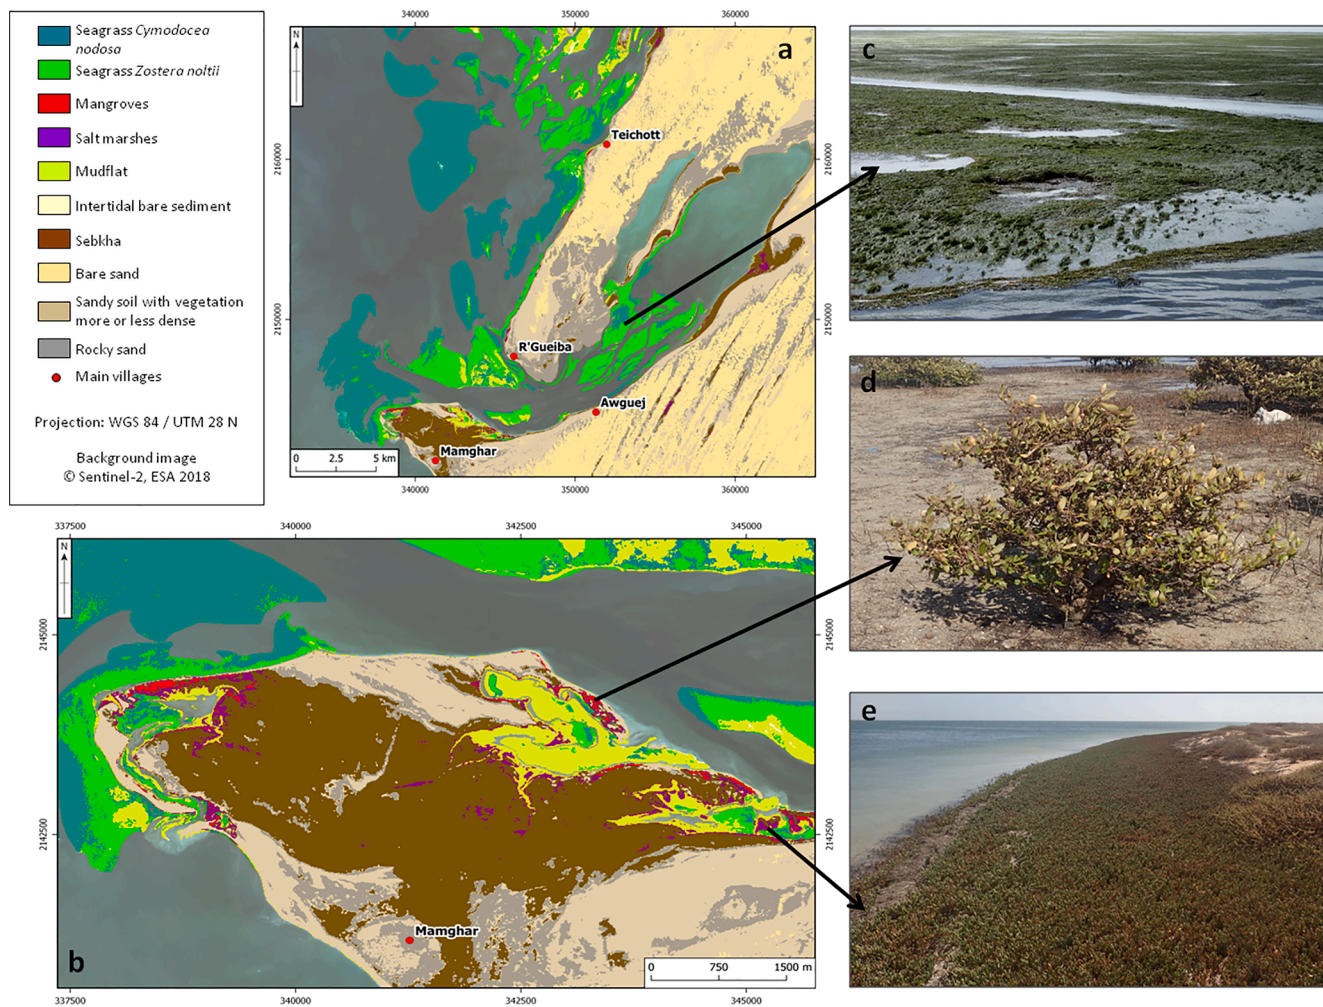 Seagrass Cymodocea
nodosa
Seagrass Zostera noltii
Mangroves
Salt marshes
Mudflat
Intertidal bare sediment
Sebkha
Bare sand
Sandy soil with vegetation
more or less dense
Rocky sand
Main villages
Projection: WGS 84 / UTM 28 N
Background image
© Sentinel-2, ESA 2018
340000 350000 360000
N
a
Teichott
2160000 2160000
R'Gueiba
2150000 2150000
Awguej
Mamghar
0 2.5 5 km
340000 350000 360000
c
d
e
337500 340000 342500 345000
N
2145000 2145000
2142500 2142500
Mamghar
b
0 750 1500 m
337500 340000 342500 345000